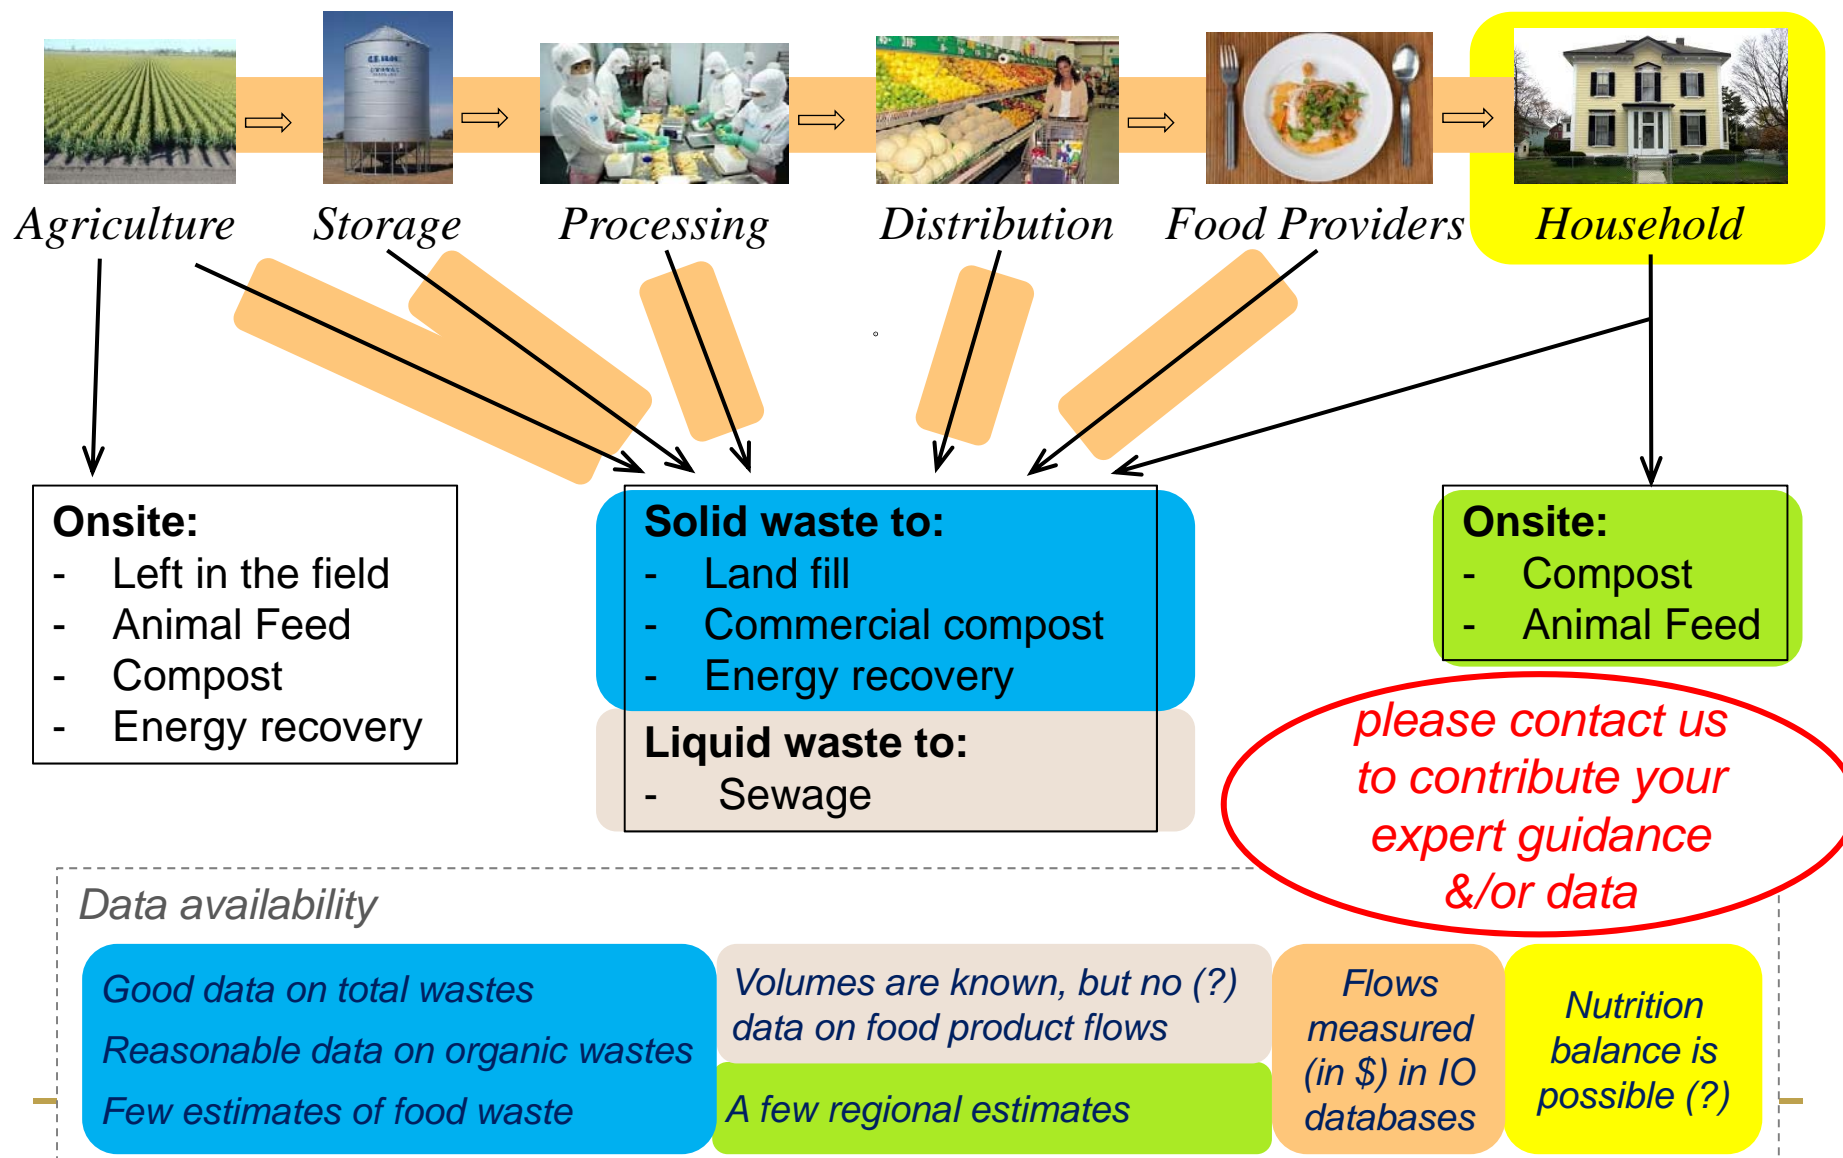 Agriculture
Storage
Processing
Distribution
Food Providers
Household
Onsite:
- Left in the field
- Animal Feed
- Compost
- Energy recovery
Solid waste to:
- Land fill
- Commercial compost
- Energy recovery
Liquid waste to:
- Sewage
Onsite:
- Compost
- Animal Feed
please contact us
to contribute your
expert guidance
&/or data
Data availability
Good data on total wastes
Reasonable data on organic wastes
Few estimates of food waste
Volumes are known, but no (?)
data on food product flows
A few regional estimates
Flows
measured
(in $) in IO
databases
Nutrition
balance is
possible (?)